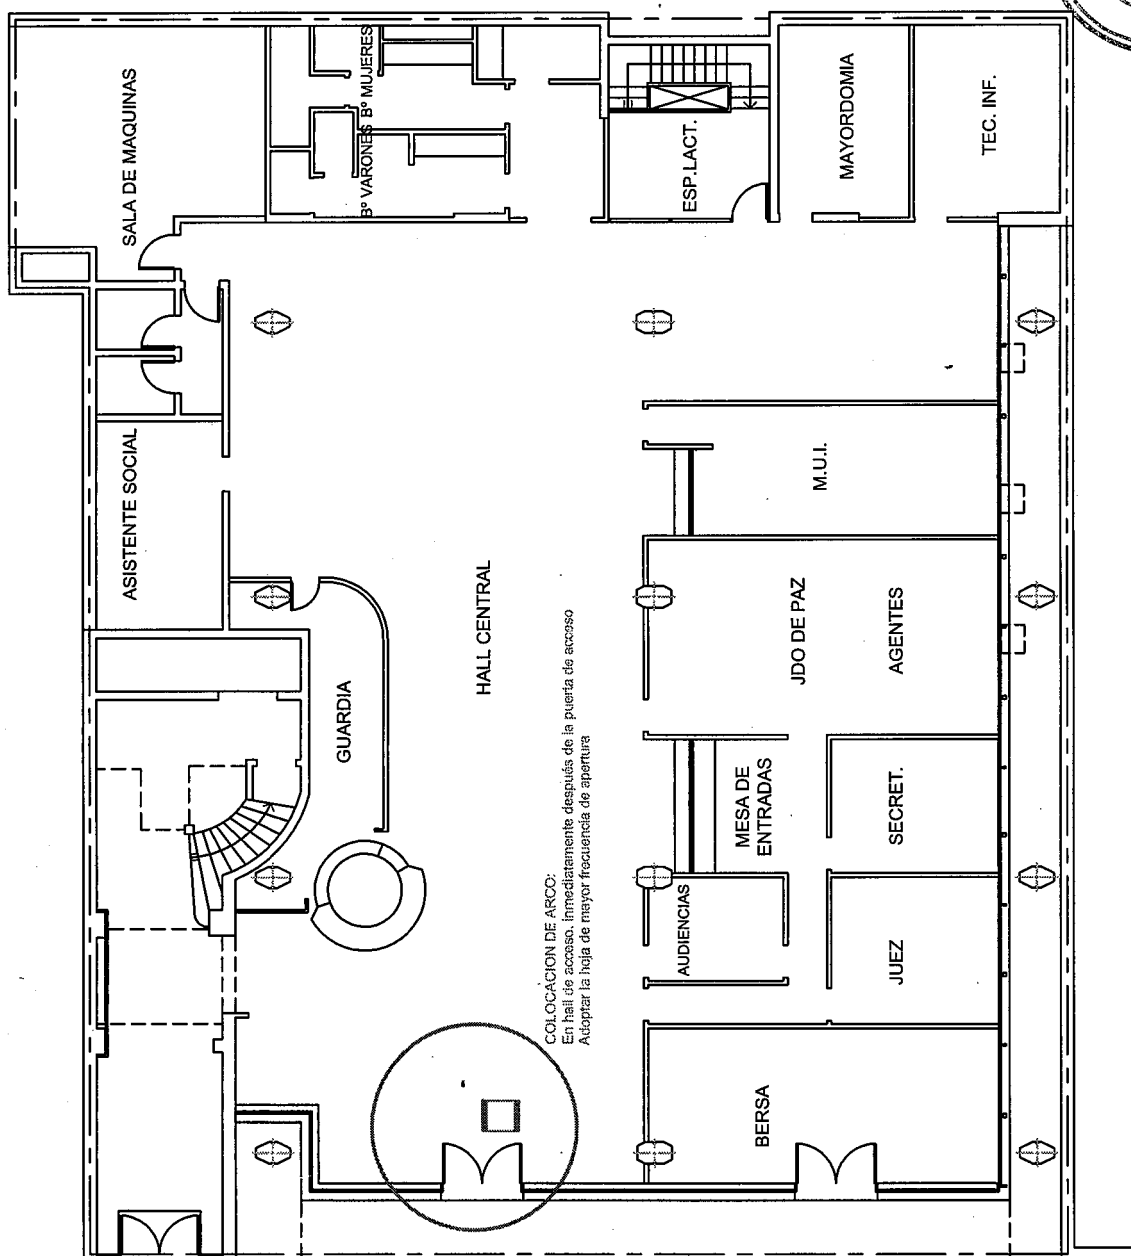 SALA DE MAQUINAS
Bº VARONES
Bº MUJERES
ESP.LACT.
MAYORDOMIA
TEC. INF.
ASISTENTE SOCIAL
M.U.I.
HALL CENTRAL
JDO DE PAZ
AGENTES
GUARDIA
MESA DE
ENTRADAS
SECRET.
AUDIENCIAS
JUEZ
COLOCACION DE ARCO:
En hall de acceso, inmediatamente después de la puerta de acceso
Adoptar la hoja de mayor frecuencia de apertura
BERSA